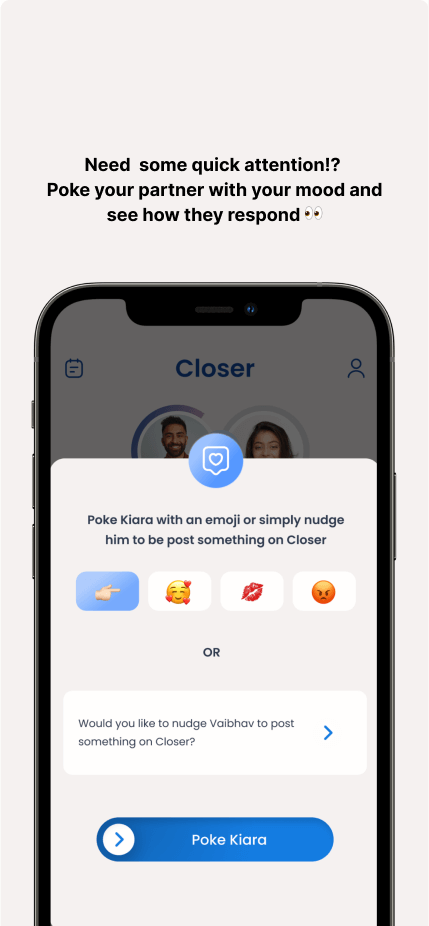 Need  some quick attention!?
Poke your partner with your mood and
see how they respond 👀
Closer
Poke Kiara with an emoji or simply nudge
him to be post something on Closer
OR
Would you like to nudge Vaibhav to post
something on Closer?
Poke Kiara